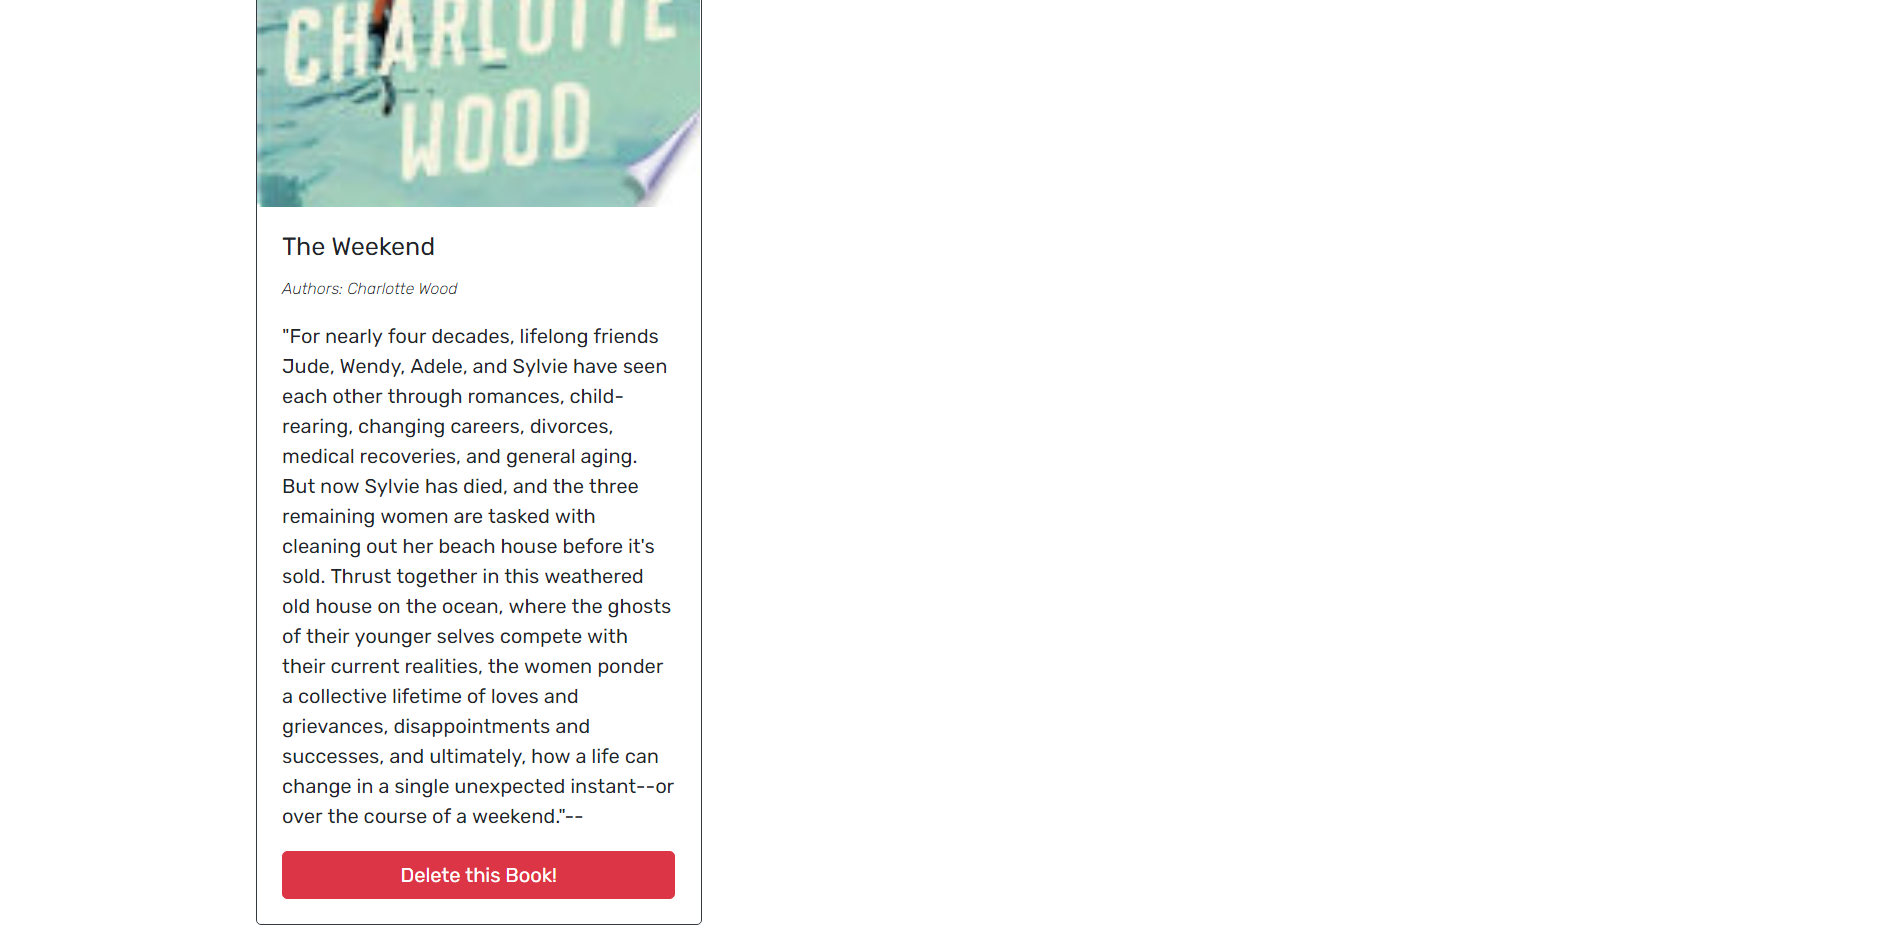 CHARLOTTE
WOOD
The Weekend
Authors: Charlotte Wood
"For nearly four decades, lifelong friends
Jude, Wendy, Adele, and Sylvie have seen
each other through romances, child-
rearing, changing careers, divorces,
medical recoveries, and general aging.
But now Sylvie has died, and the three
remaining women are tasked with
cleaning out her beach house before it's
sold. Thrust together in this weathered
old house on the ocean, where the ghosts
of their younger selves compete with
their current realities, the women ponder
a collective lifetime of loves and
grievances, disappointments and
successes, and ultimately, how a life can
change in a single unexpected instant--or
over the course of a weekend."--
Delete this Book!